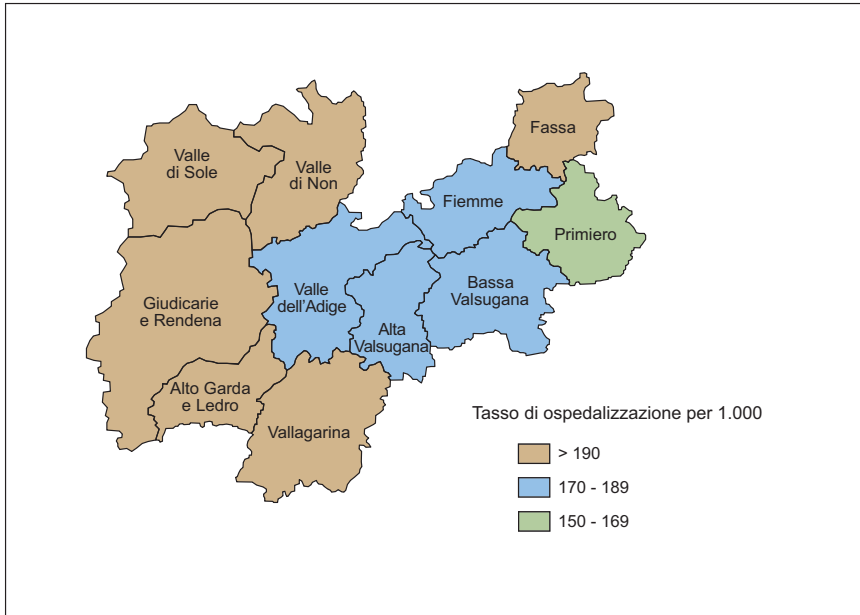 Fassa
Valle
di Sole
Valle
di Non
Fiemme
Primiero
Giudicarie
e Rendena
Valle
dell'Adige
Bassa
Valsugana
Alta
Valsugana
Alto Garda
e Ledro
Vallagarina
Tasso di ospedalizzazione per 1.000
> 190
170 - 189
150 - 169